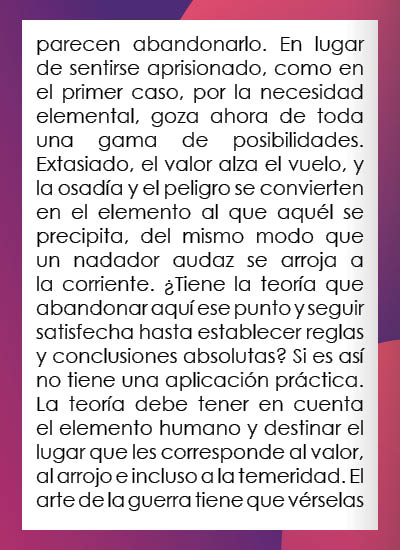 parecen abandonarlo. En lugar
de sentirse aprisionado, como en
el primer caso, por la necesidad
elemental, goza ahora de toda
una gama de posibilidades.
Extasiado, el valor alza el vuelo, y
la osadía y el peligro se convierten
en el elemento al que aquél se
precipita, del mismo modo que
un nadador audaz se arroja a
la corriente. ¿Tiene la teoría que
abandonar aquí ese punto y seguir
satisfecha hasta establecer reglas
y conclusiones absolutas? Si es así
no tiene una aplicación práctica.
La teoría debe tener en cuenta
el elemento humano y destinar el
lugar que les corresponde al valor,
al arrojo e incluso a la temeridad. El
arte de la guerra tiene que vérselas